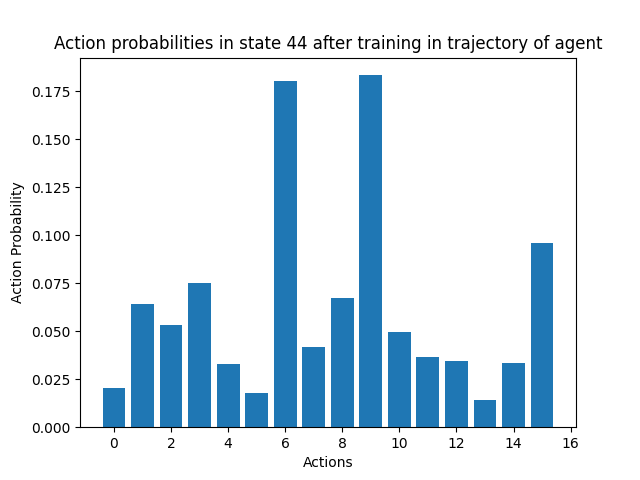 Action probabilities in state 44 after training in trajectory of agent
0.175
0.150
0.125
0.100
0.075
0.050
0.025
0.000
Action Probability
0 2 4 6 8 10 12 14 16
Actions